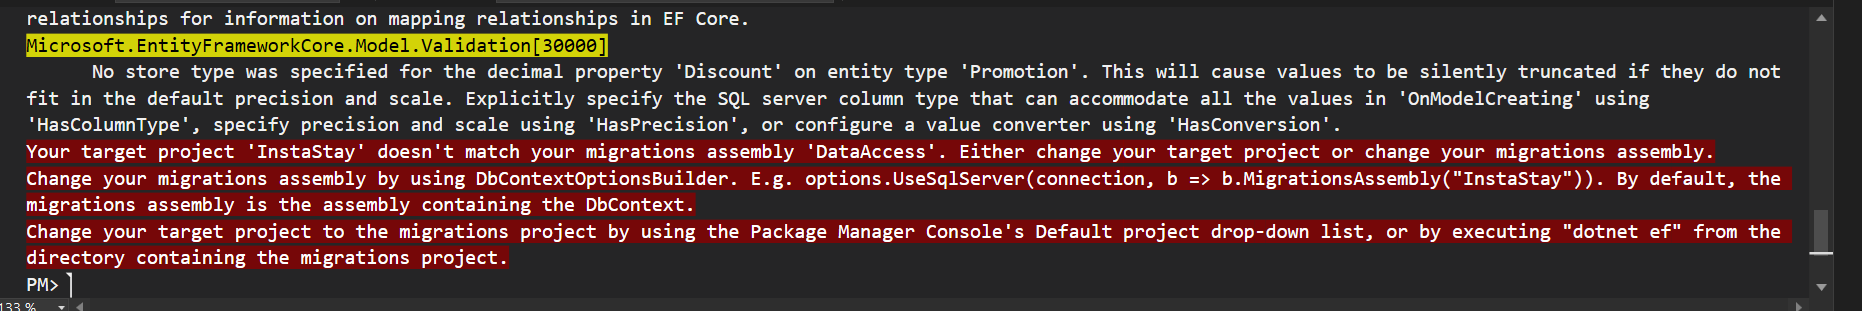 relationships for information on mapping relationships in EF Core.
Microsoft.EntityFrameworkCore.Model.Validation[30000]
No store type was specified for the decimal property 'Discount' on entity type 'Promotion'. This will cause values to be silently truncated if they do not
fit in the default precision and scale. Explicitly specify the SQL server column type that can accommodate all the values in 'OnModelCreating' using
'HasColumnType', specify precision and scale using 'HasPrecision', or configure a value converter using 'HasConversion'.
Your target project 'InstaStay' doesn't match your migrations assembly 'DataAccess'. Either change your target project or change your migrations assembly.
Change your migrations assembly by using DbContextOptionsBuilder. E.g. options.UseSqlServer(connection, b => b.MigrationsAssembly("InstaStay")). By default, the
migrations assembly is the assembly containing the DbContext.
Change your target project to the migrations project by using the Package Manager Console's Default project drop-down list, or by executing "dotnet ef" from the
directory containing the migrations project.
PM>
133 %